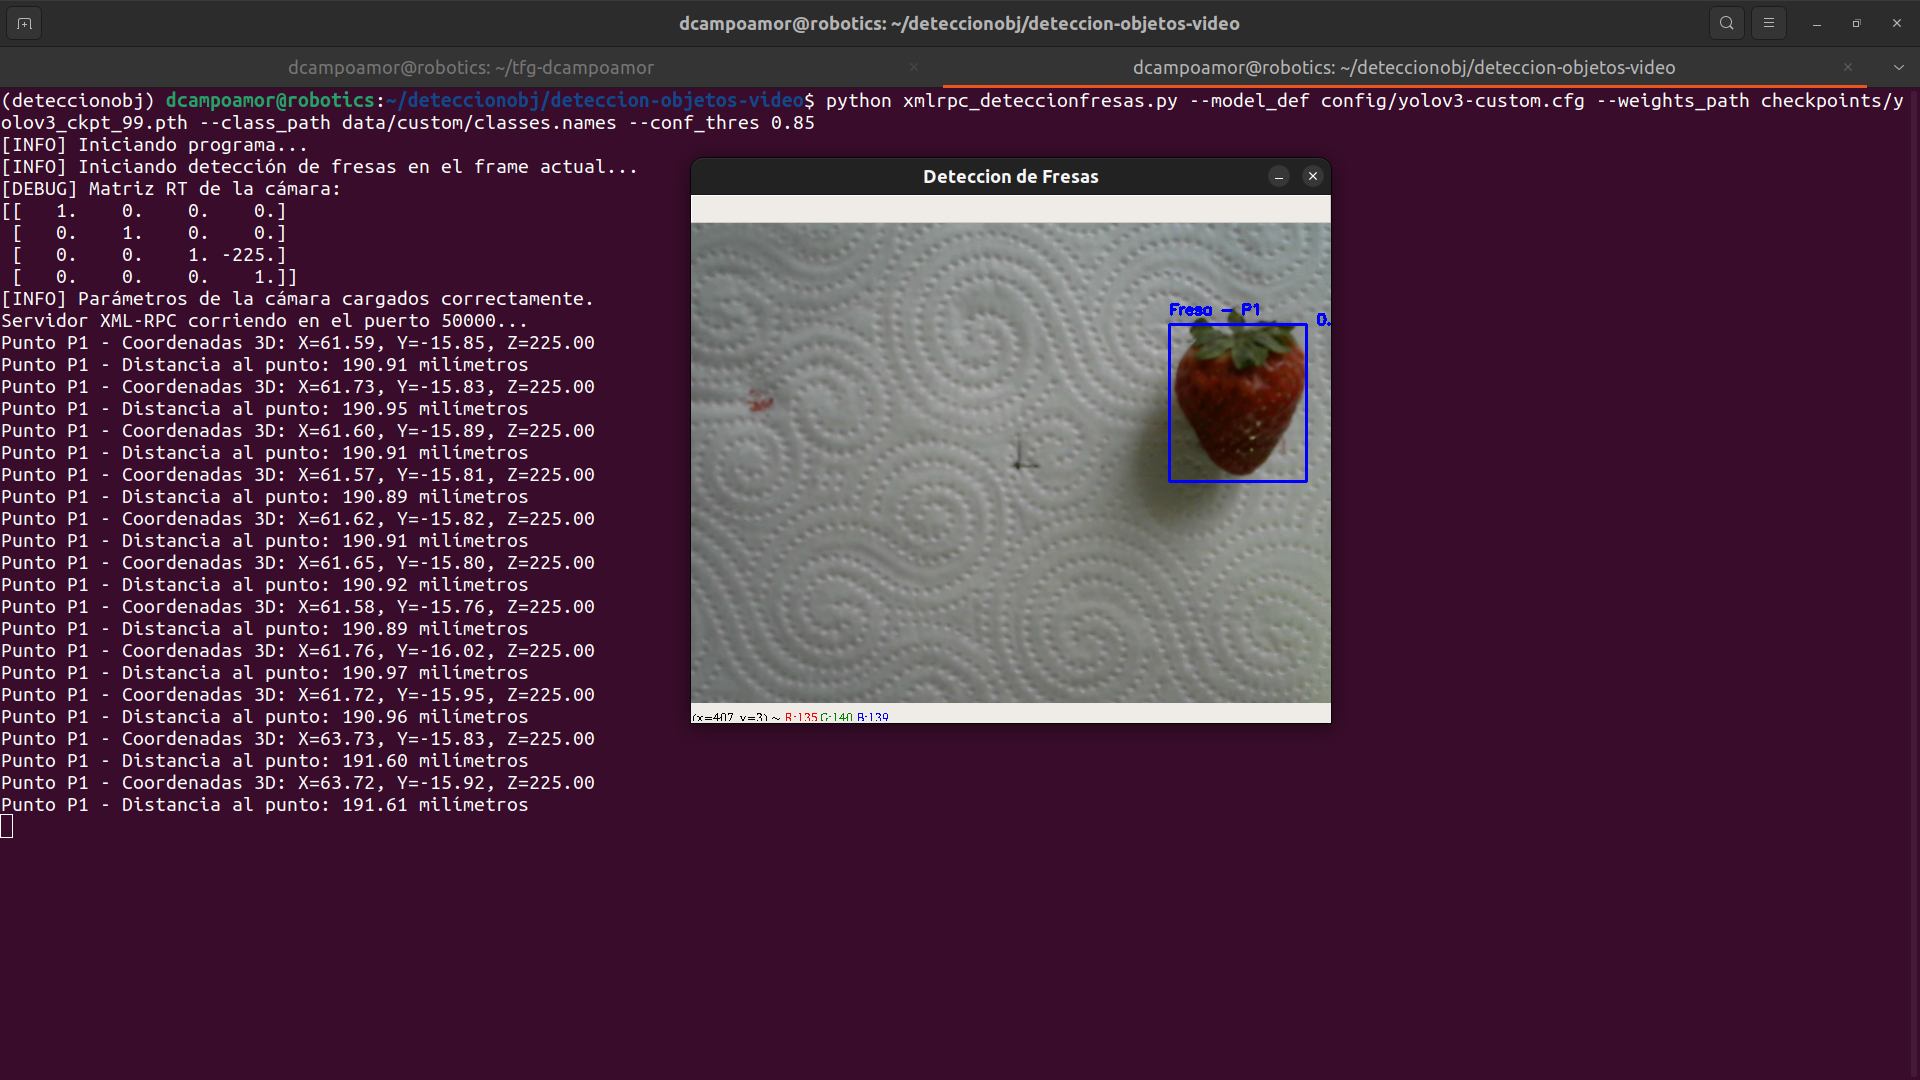 dcampoamor@robotics: ~/deteccionobj/deteccion-objetos-video
dcampoamor@robotics: ~/tfg-dcampoamor
dcampoamor@robotics: ~/deteccionobj/deteccion-objetos-video
(deteccionobj) dcampoamor@robotics:~/deteccionobj/deteccion-objetos-video$ python xmlrpc_deteccionfresas.py --model_def config/yolov3-custom.cfg --weights_path checkpoints/y
olov3_ckpt_99.pth --class_path data/custom/classes.names --conf_thres 0.85
[INFO] Iniciando programa...
[INFO] Iniciando detección de fresas en el frame actual...
[DEBUG] Matriz RT de la cámara:
[[   1.    0.    0.    0.]
 [   0.    1.    0.    0.]
 [   0.    0.    1. -225.]
 [   0.    0.    0.    1.]]
[INFO] Parámetros de la cámara cargados correctamente.
Servidor XML-RPC corriendo en el puerto 50000...
Punto P1 - Coordenadas 3D: X=61.59, Y=-15.85, Z=225.00
Punto P1 - Distancia al punto: 190.91 milímetros
Punto P1 - Coordenadas 3D: X=61.73, Y=-15.83, Z=225.00
Punto P1 - Distancia al punto: 190.95 milímetros
Punto P1 - Coordenadas 3D: X=61.60, Y=-15.89, Z=225.00
Punto P1 - Distancia al punto: 190.91 milímetros
Punto P1 - Coordenadas 3D: X=61.57, Y=-15.81, Z=225.00
Punto P1 - Distancia al punto: 190.89 milímetros
Punto P1 - Coordenadas 3D: X=61.62, Y=-15.82, Z=225.00
Punto P1 - Distancia al punto: 190.91 milímetros
Punto P1 - Coordenadas 3D: X=61.65, Y=-15.80, Z=225.00
Punto P1 - Distancia al punto: 190.92 milímetros
Punto P1 - Coordenadas 3D: X=61.58, Y=-15.76, Z=225.00
Punto P1 - Distancia al punto: 190.89 milímetros
Punto P1 - Coordenadas 3D: X=61.76, Y=-16.02, Z=225.00
Punto P1 - Distancia al punto: 190.97 milímetros
Punto P1 - Coordenadas 3D: X=61.72, Y=-15.95, Z=225.00
Punto P1 - Distancia al punto: 190.96 milímetros
Punto P1 - Coordenadas 3D: X=63.73, Y=-15.83, Z=225.00
Punto P1 - Distancia al punto: 191.60 milímetros
Punto P1 - Coordenadas 3D: X=63.72, Y=-15.92, Z=225.00
Punto P1 - Distancia al punto: 191.61 milímetros
Deteccion de Fresas
Fresa - P1
0.
(x=407, y=3) ~ R:135 G:140 B:139